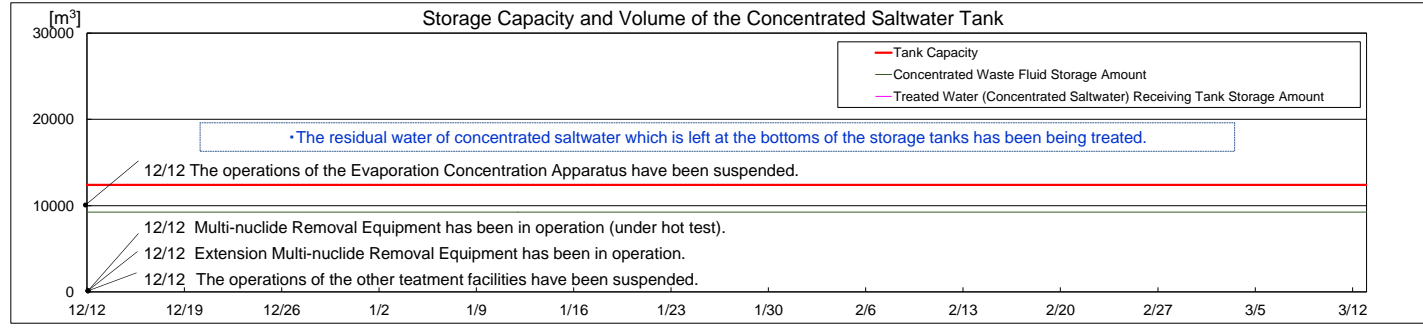 [m³]
Storage Capacity and Volume of the Concentrated Saltwater Tank
30000
Tank Capacity
Concentrated Waste Fluid Storage Amount
Treated Water (Concentrated Saltwater) Receiving Tank Storage Amount
20000
・The residual water of concentrated saltwater which is left at the bottoms of the storage tanks has been being treated.
12/12 The operations of the Evaporation Concentration Apparatus have been suspended.
10000
12/12 Multi-nuclide Removal Equipment has been in operation (under hot test).
12/12 Extension Multi-nuclide Removal Equipment has been in operation.
12/12 The operations of the other teatment facilities have been suspended.
0
12/12 12/19 12/26 1/2 1/9 1/16 1/23 1/30 2/6 2/13 2/20 2/27 3/5 3/12